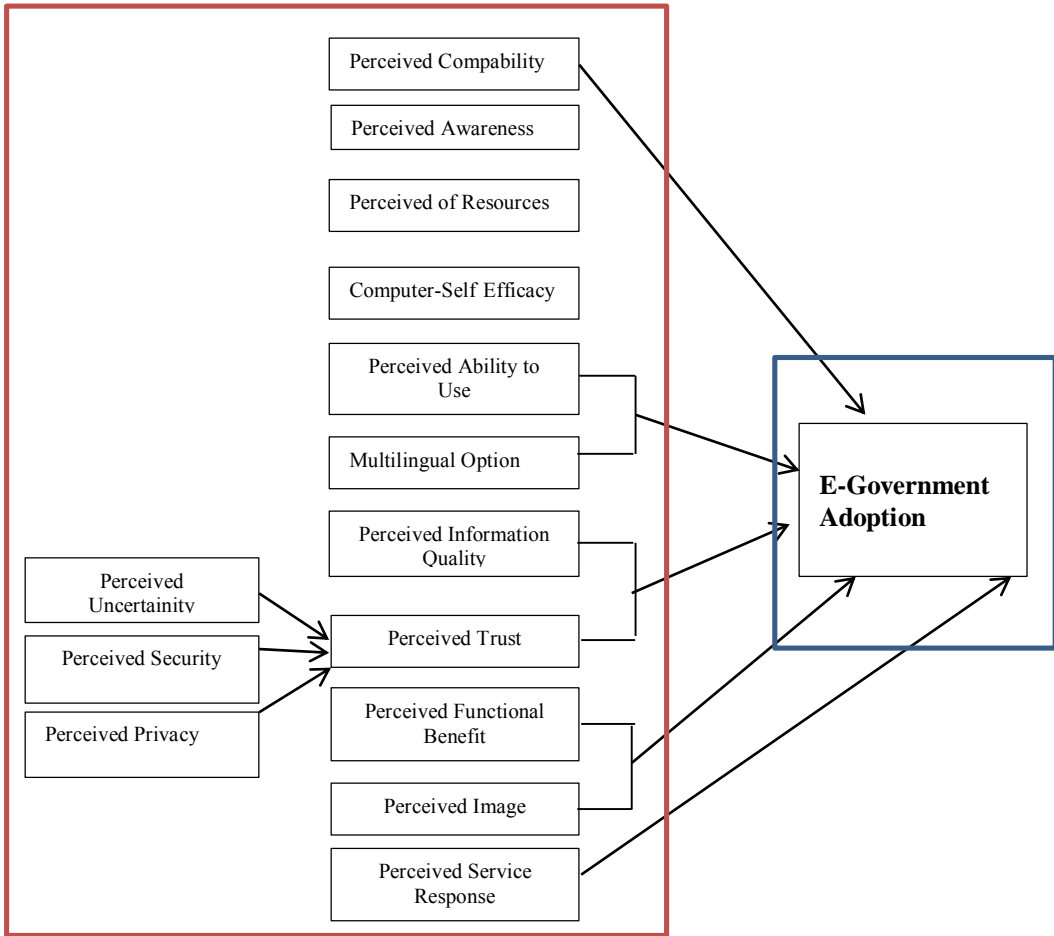 Perceived Compability
Perceived Awareness
Perceived of Resources
Computer-Self Efficacy
Perceived Ability to
Use
Multilingual Option
Perceived Information
Quality
Perceived
Uncertainity
Perceived Security
Perceived Privacy
Perceived Trust
Perceived Functional
Benefit
Perceived Image
Perceived Service
Response
E-Government
Adoption